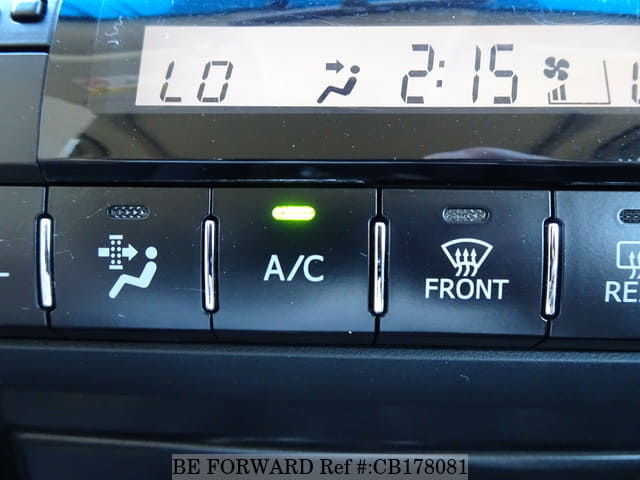 LO 2:15
A/C
FRONT
BE FORWARD Ref #:CB178081